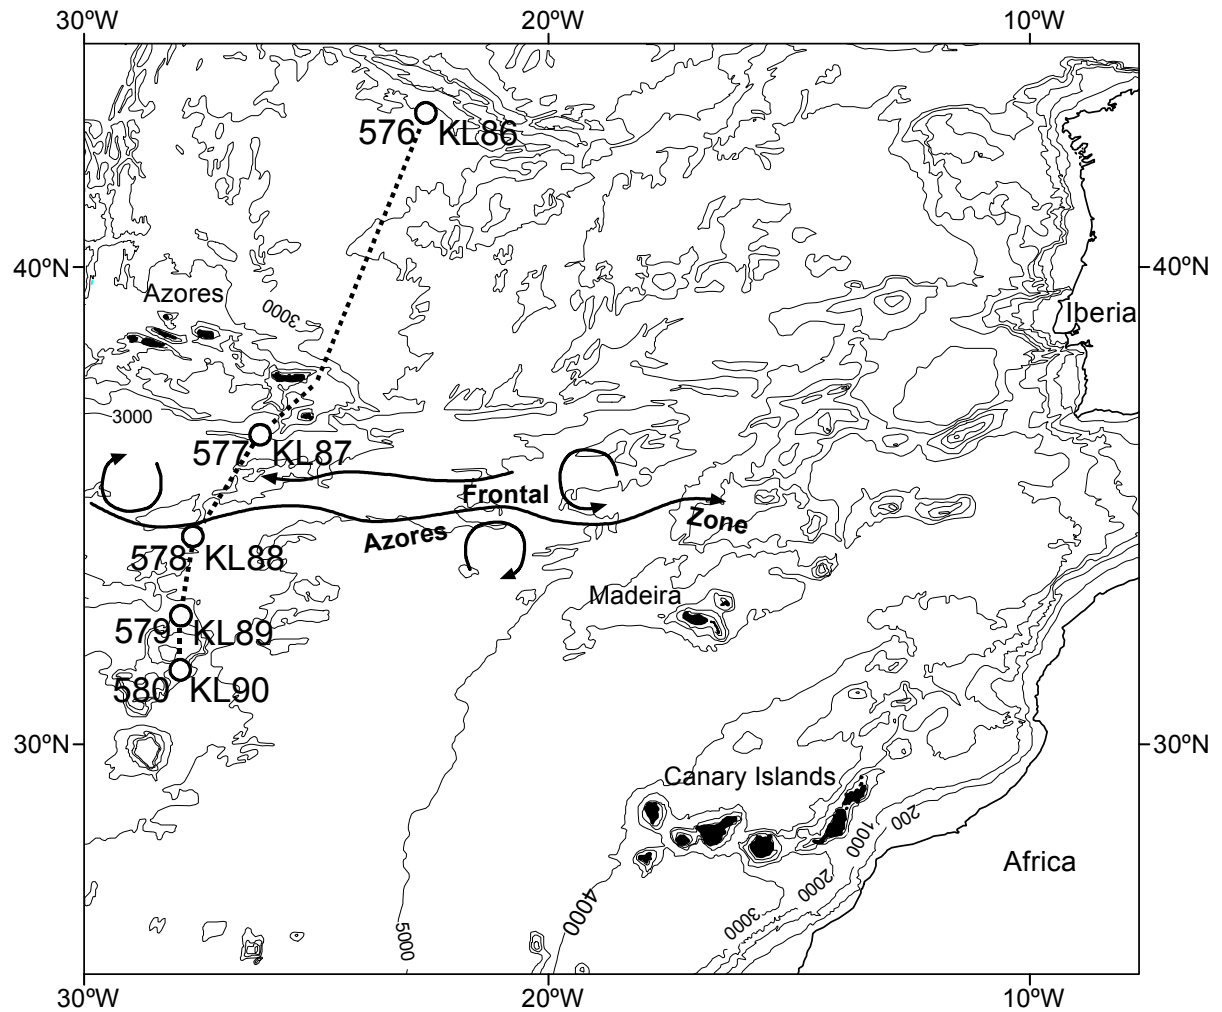 30ºW 20ºW 10ºW
576 KL86
40ºN 40ºN
Azores
3000
Iberia
3000
577 KL87
Frontal
Zone
Azores
578 KL88
Madeira
579 KL89
580 KL90
30ºN 30ºN
Canary Islands
200
1000
Africa
2000
4000
3000
5000
30ºW 20ºW 10ºW